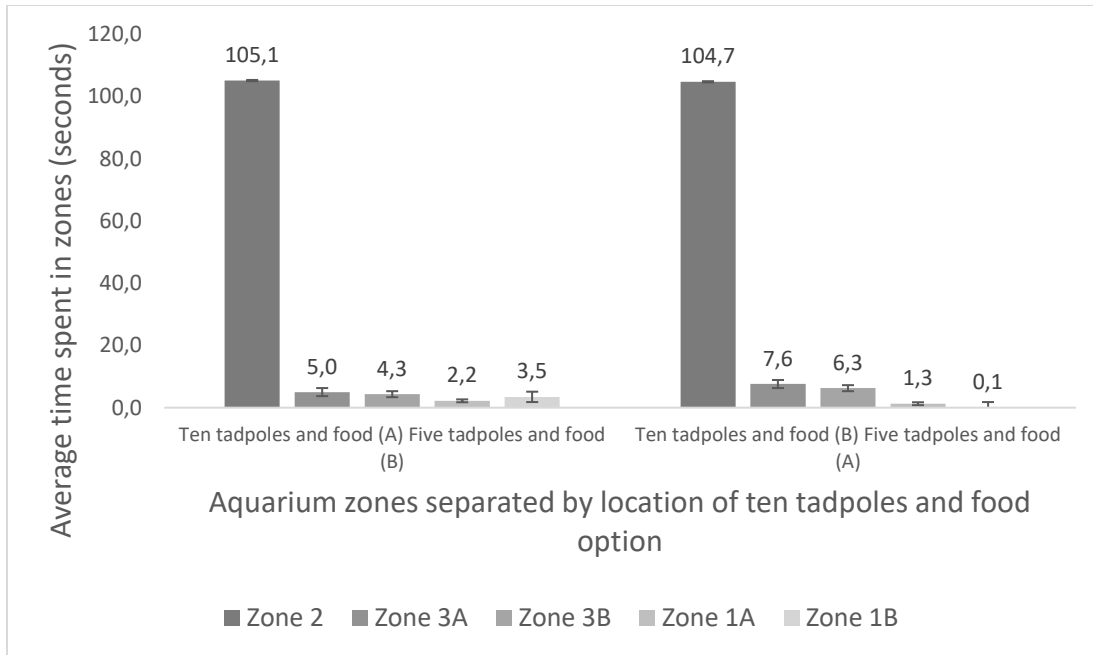 Average time spent in zones (seconds)
120,0
100,0
80,0
60,0
40,0
20,0
0,0
105,1
5,0
4,3
2,2
3,5
104,7
7,6
6,3
1,3
0,1
Ten tadpoles and food (A) Five tadpoles and food
(B)
Ten tadpoles and food (B) Five tadpoles and food
(A)
Aquarium zones separated by location of ten tadpoles and food
option
Zone 2 Zone 3A Zone 3B Zone 1A Zone 1B